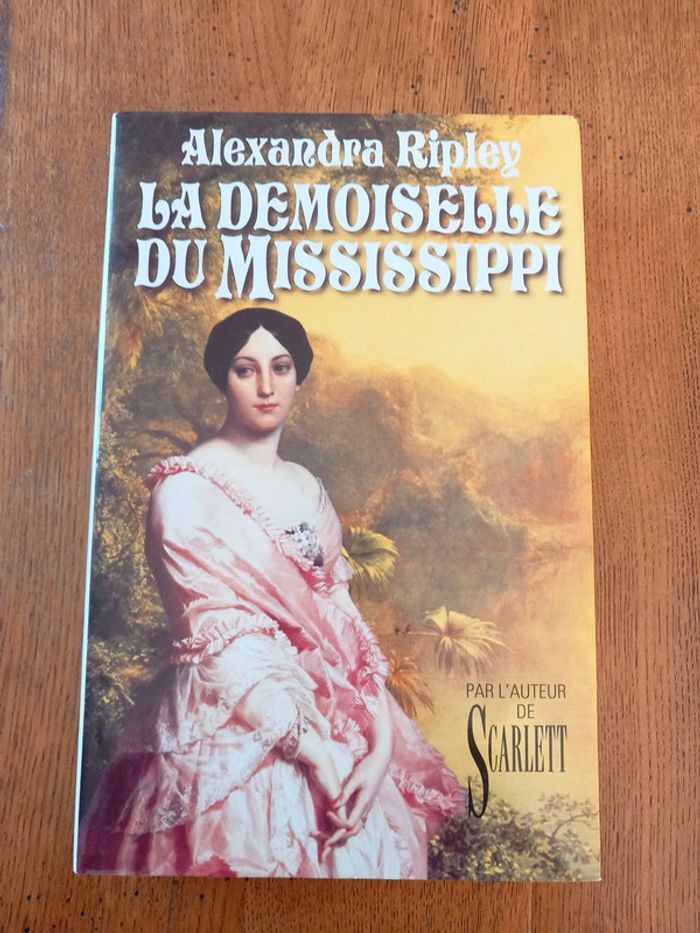 Alexandra Ripley
LA DEMOISELLE
DU MISSISSIPPI
PAR L'AUTEUR
DE
SCARLETT